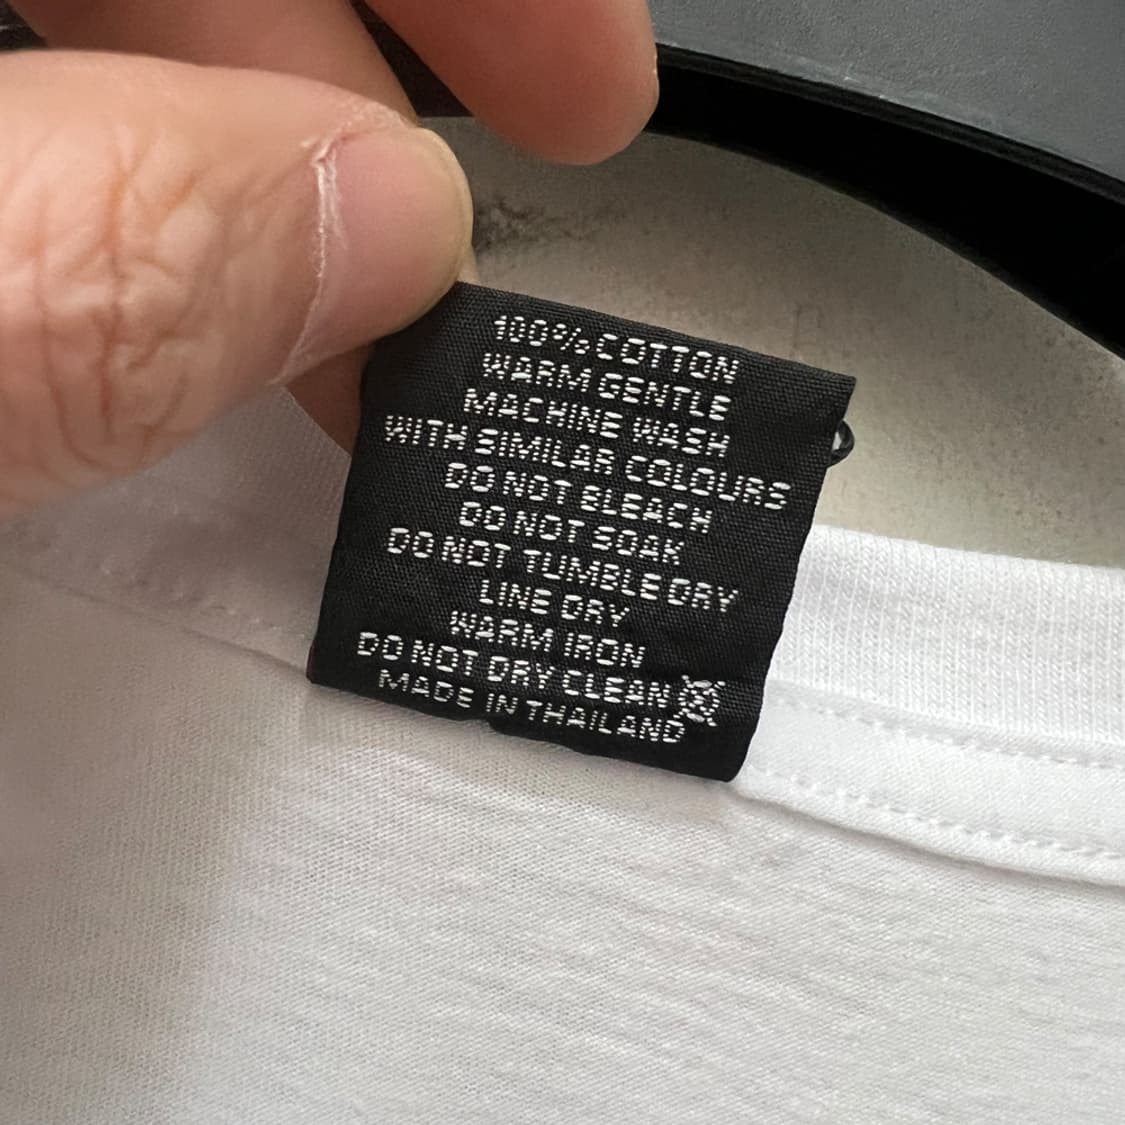 100% COTTON
WARM GENTLE
MACHINE WASH
WITH SIMILAR COLOURS
DO NOT BLEACH
DO NOT SOAK
DO NOT TUMBLE DRY
LINE DRY
WARM IRON
DO NOT DRY CLEAN
MADE IN THAILAND